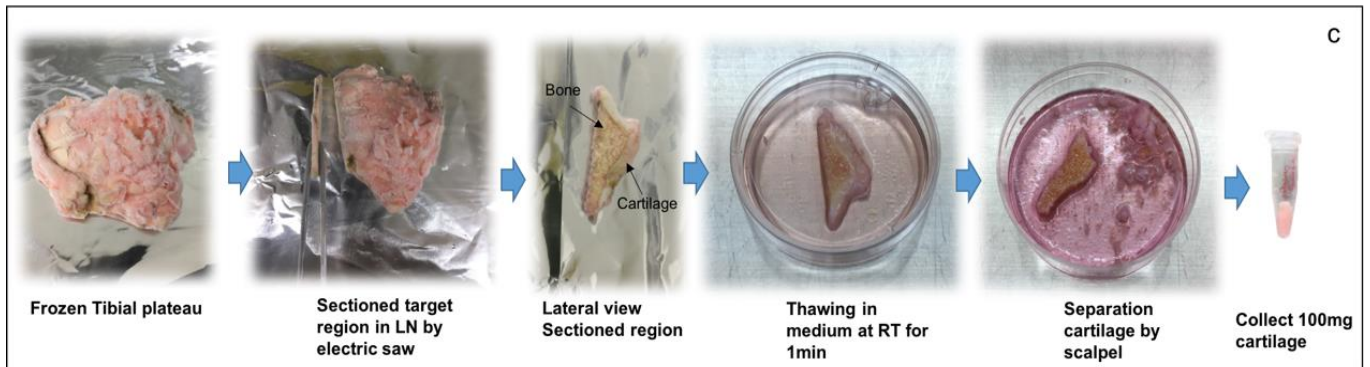 C
Bone
Cartilage
Frozen Tibial plateau
Sectioned target
region in LN by
electric saw
Lateral view
Sectioned region
Thawing in
medium at RT for
1min
Separation
cartilage by
scalpel
Collect 100mg
cartilage